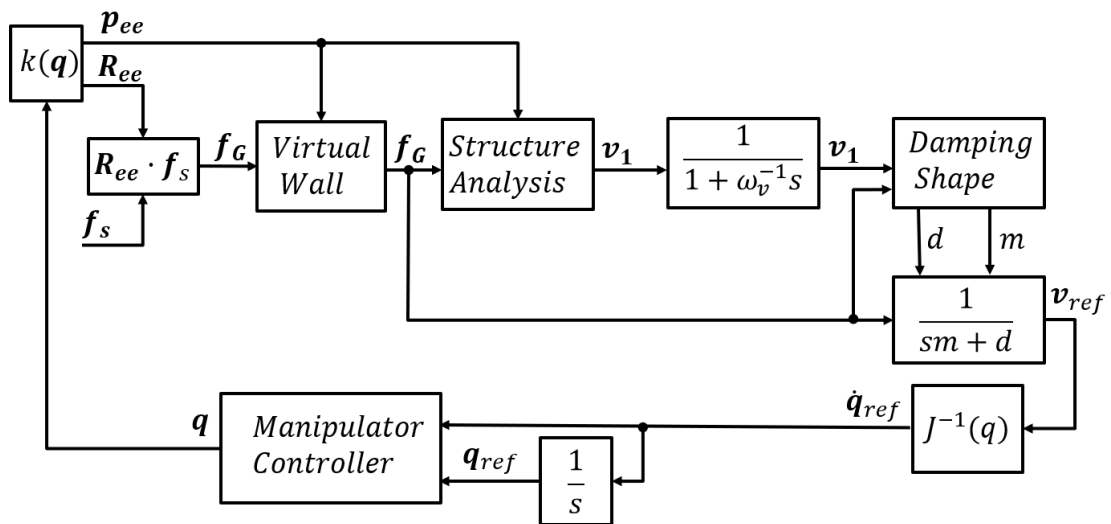 p_ee
k(q)
R_ee
R_ee · f_s
f_s
f_G
Virtual
Wall
f_G
Structure
Analysis
v_1
1
1 + ω_v^{-1}s
v_1
Damping
Shape
d
m
1
sm + d
v_ref
J^{-1}(q)
q̇_ref
1
s
q_ref
Manipulator
Controller
q